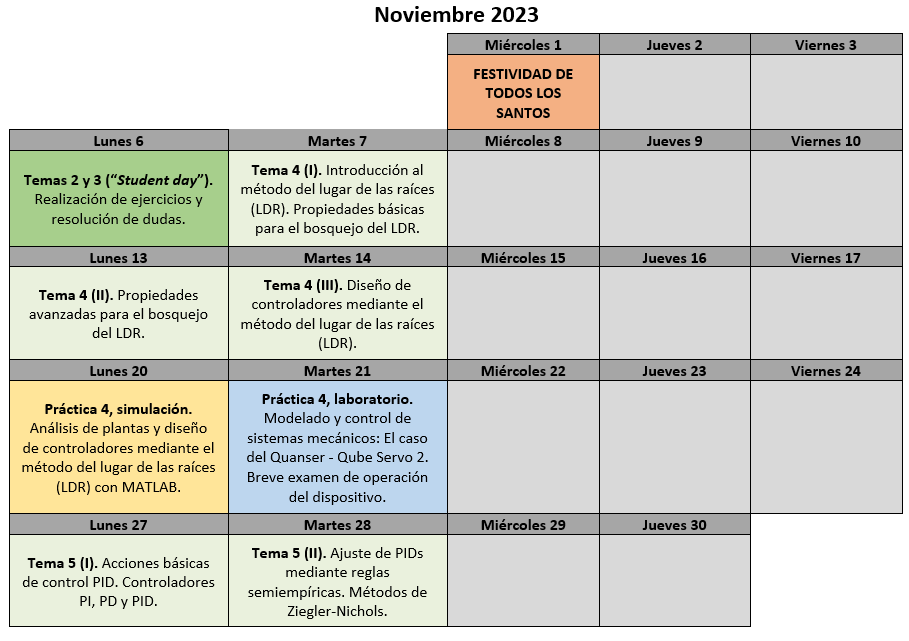 Noviembre 2023
Miércoles 1
Jueves 2
Viernes 3
FESTIVIDAD DE
TODOS LOS
SANTOS
Lunes 6
Martes 7
Miércoles 8
Jueves 9
Viernes 10
Temas 2 y 3 (“Student day”).
Realización de ejercicios y
resolución de dudas.
Tema 4 (I). Introducción al
método del lugar de las raíces
(LDR). Propiedades básicas
para el bosquejo del LDR.
Lunes 13
Martes 14
Miércoles 15
Jueves 16
Viernes 17
Tema 4 (II). Propiedades
avanzadas para el bosquejo
del LDR.
Tema 4 (III). Diseño de
controladores mediante el
método del lugar de las raíces
(LDR).
Lunes 20
Martes 21
Miércoles 22
Jueves 23
Viernes 24
Práctica 4, simulación.
Análisis de plantas y diseño
de controladores mediante el
método del lugar de las raíces
(LDR) con MATLAB.
Práctica 4, laboratorio.
Modelado y control de
sistemas mecánicos: El caso
del Quanser - Qube Servo 2.
Breve examen de operación
del dispositivo.
Lunes 27
Martes 28
Miércoles 29
Jueves 30
Tema 5 (I). Acciones básicas
de control PID. Controladores
PI, PD y PID.
Tema 5 (II). Ajuste de PIDs
mediante reglas
semiempíricas. Métodos de
Ziegler-Nichols.